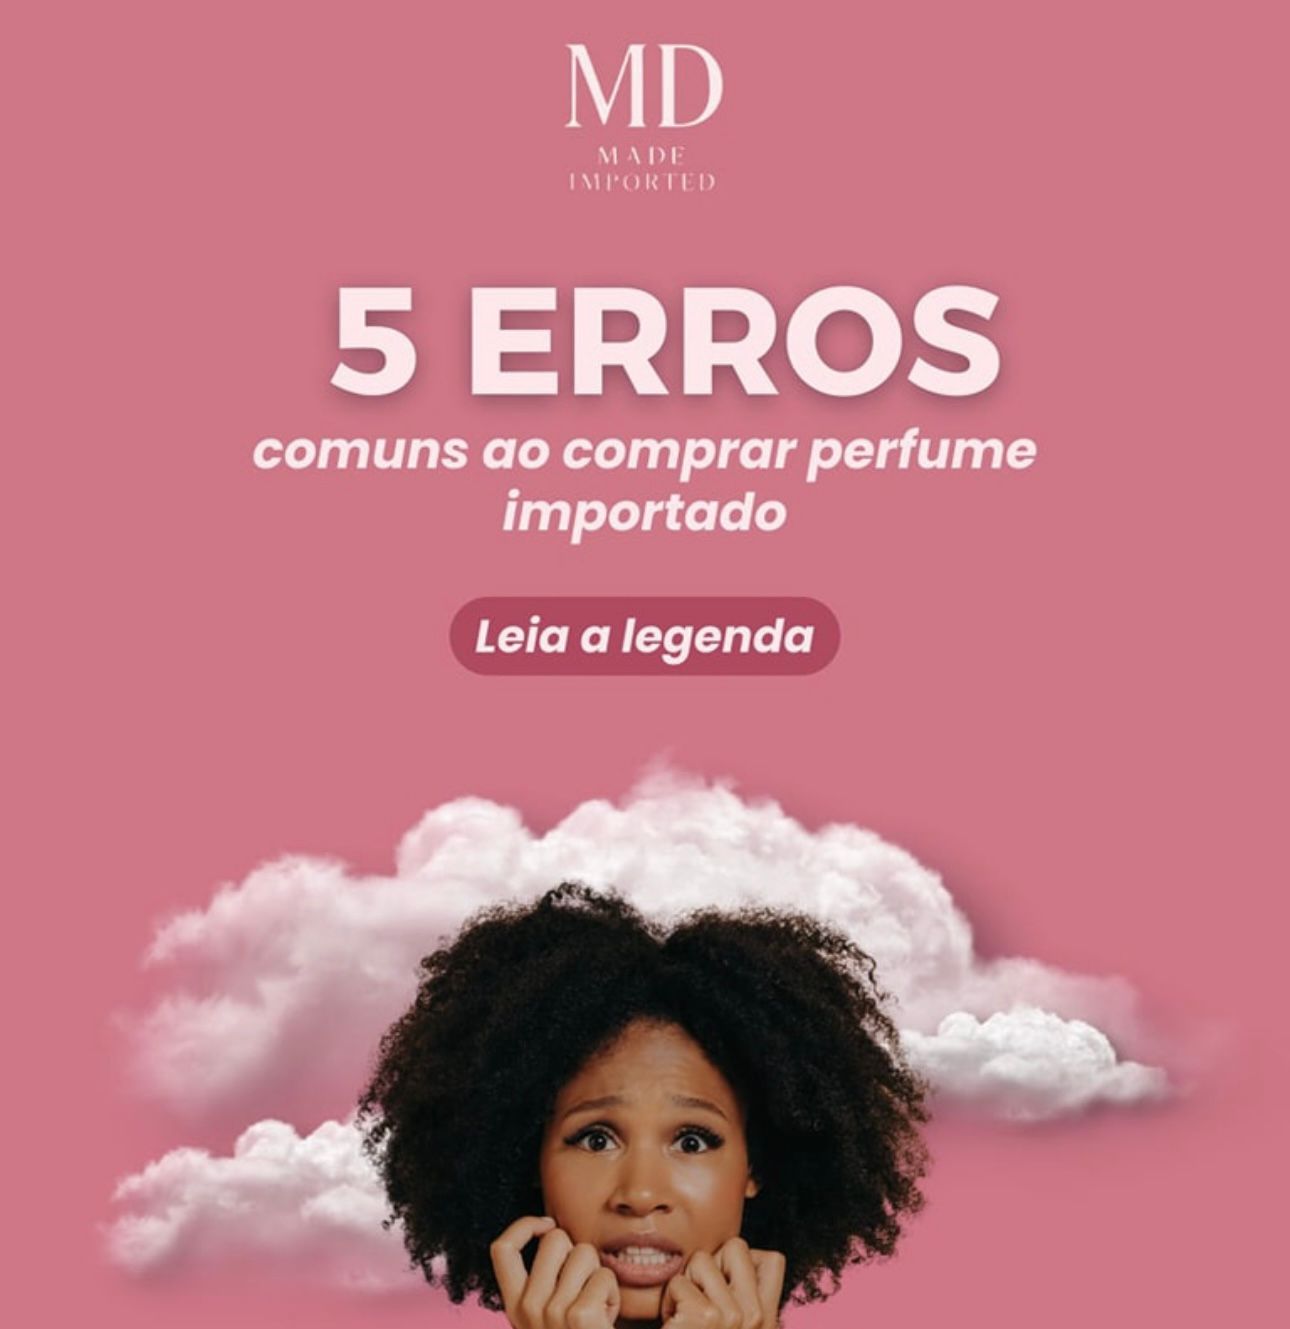 MD
MADE
IMPORTED
5 ERROS
comuns ao comprar perfume
importado
Leia a legenda